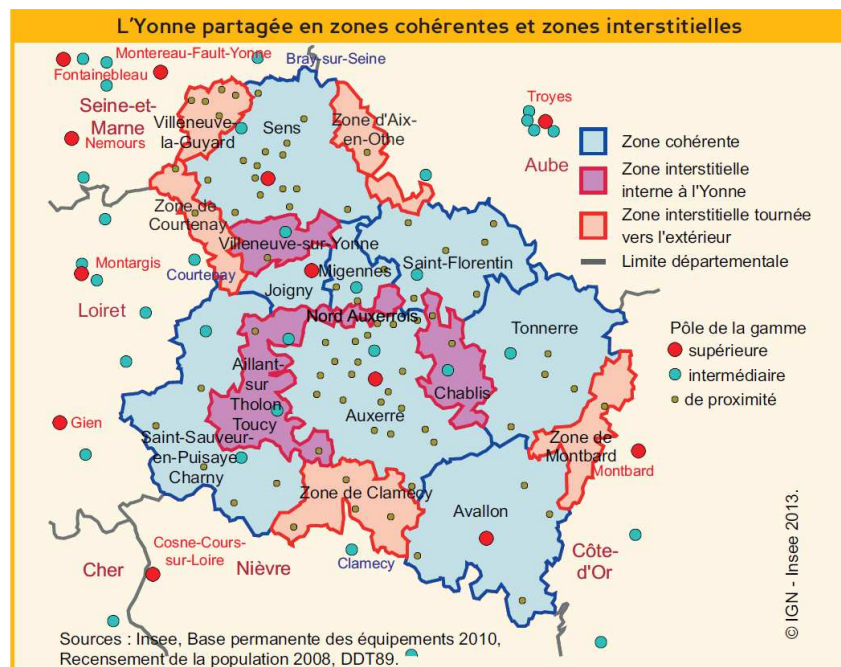 L'Yonne partagée en zones cohérentes et zones interstitielles
Montereau-Fault-Yonne
Bray-sur-Seine
Fontainebleau
Seine-et-
Marne
Nemours
Villeneuve-
la-Guyard
Sens
Zone d'Aix-
en-Othe
Troyes
Aube
Zone cohérente
Zone interstitielle
interne à l'Yonne
Zone interstitielle tournée
vers l'extérieur
Limite départementale
Zone de
Courtenay
Villeneuve-sur-Yonne
Saint-Florentin
Montargis
Courtenay
Migennes
Joigny
Loiret
Nord Auxerrois
Tonnerre
Pôle de la gamme
supérieure
intermédiaire
de proximité
Aillant-
sur
Tholon
Toucy
Chablis
Auxerre
Gien
Saint-Sauveur-
en-Puisaye
Charny
Zone de
Montbard
Montbard
Zone de Clamecy
Avallon
Cosne-Cours-
sur-Loire
Cher
Nièvre
Clamecy
Côte-
d'Or
© IGN - Insee 2013.
Sources : Insee, Base permanente des équipements 2010,
Recensement de la population 2008, DDT89.